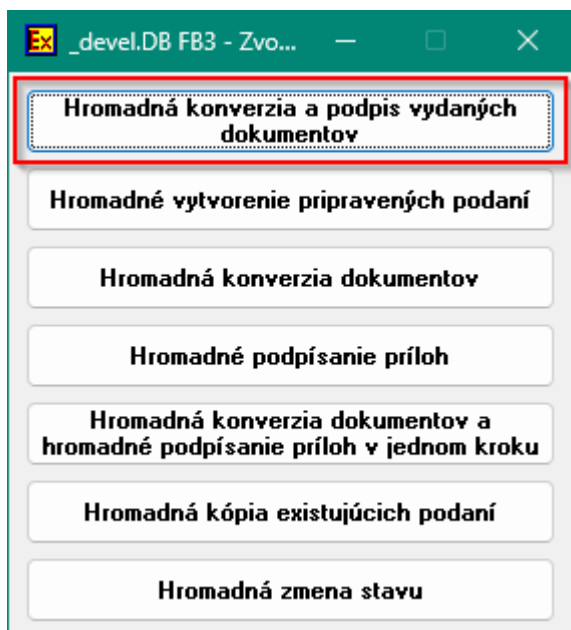 Ex _devel.DB FB3 - Zvo...
Hromadná konverzia a podpis vydaných
dokumentov
Hromadné vytvorenie pripravených podaní
Hromadná konverzia dokumentov
Hromadné podpísanie príloh
Hromadná konverzia dokumentov a
hromadné podpísanie príloh v jednom kroku
Hromadná kópia existujúcich podaní
Hromadná zmena stavu